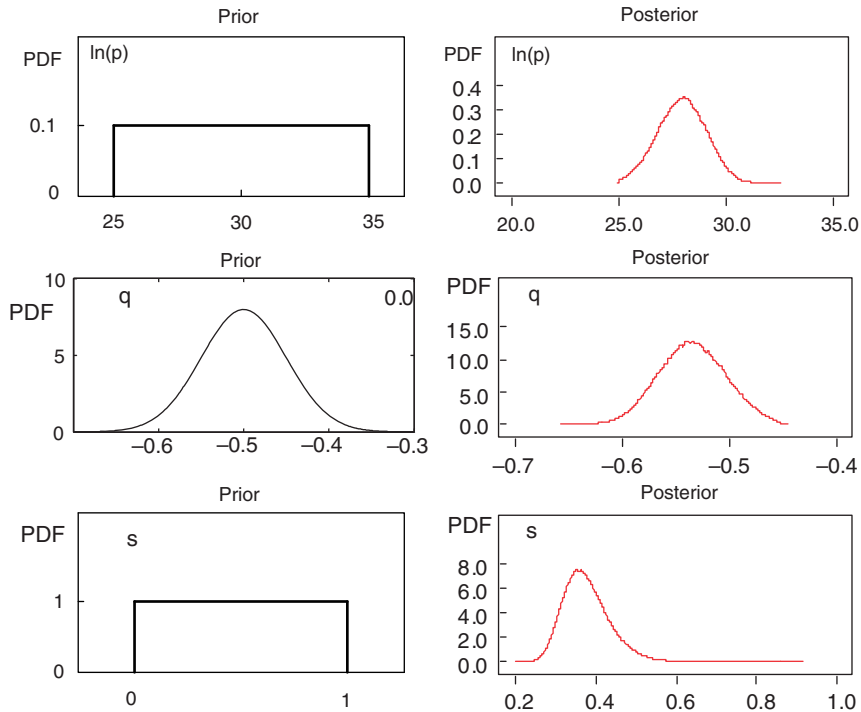 Prior
PDF
ln(p)
0.1
0
25 30 35
Posterior
PDF
ln(p)
0.4
0.3
0.2
0.1
0.0
20.0 25.0 30.0 35.0
Prior
10
PDF
q
0.0
5
0
−0.6 −0.5 −0.4 −0.3
Posterior
PDF
q
15.0
10.0
5.0
0.0
−0.7 −0.6 −0.5 −0.4
Prior
PDF
s
1
0
0 1
Posterior
PDF
s
8.0
6.0
4.0
2.0
0.0
0.2 0.4 0.6 0.8 1.0